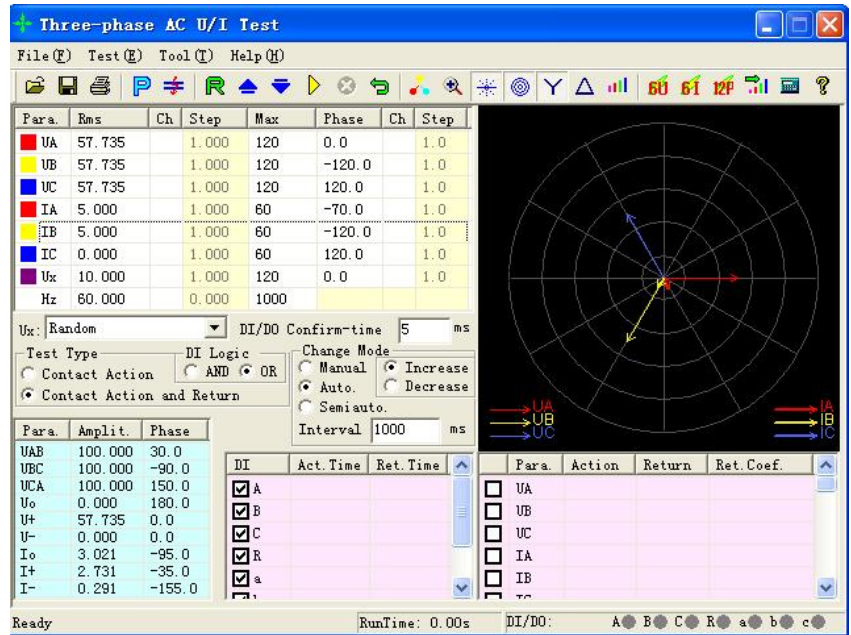 Three-phase AC U/I Test
File(F) Test(E) Tool(T) Help(H)
P R 6U 6I 12P ?
Para. Rms Ch Step Max Phase Ch Step
UA 57.735 1.000 120 0.0 1.0
UB 57.735 1.000 120 -120.0 1.0
UC 57.735 1.000 120 120.0 1.0
IA 5.000 1.000 60 -70.0 1.0
IB 5.000 1.000 60 -120.0 1.0
IC 0.000 1.000 60 120.0 1.0
Ux 10.000 1.000 120 0.0 1.0
Hz 60.000 0.000 1000
Ux: Random DI/DO Confirm-time 5 ms
Test Type DI Logic Change Mode
Contact Action AND OR Manual Increase
Contact Action and Return Auto. Decrease
Semiauto.
Interval 1000 ms
UA IA
UB IB
UC IC
Para. Amplit. Phase
UAB 100.000 30.0
UBC 100.000 -90.0
UCA 100.000 150.0
Uo 0.000 180.0
U+ 57.735 0.0
U- 0.000 0.0
Io 3.021 -95.0
I+ 2.731 -35.0
I- 0.291 -155.0
DI Act.Time Ret.Time
A
B
C
R
a
Para. Action Return Ret.Coef.
UA
UB
UC
IA
IB
Ready RunTime: 0.00s DI/DO: A B C R a b c